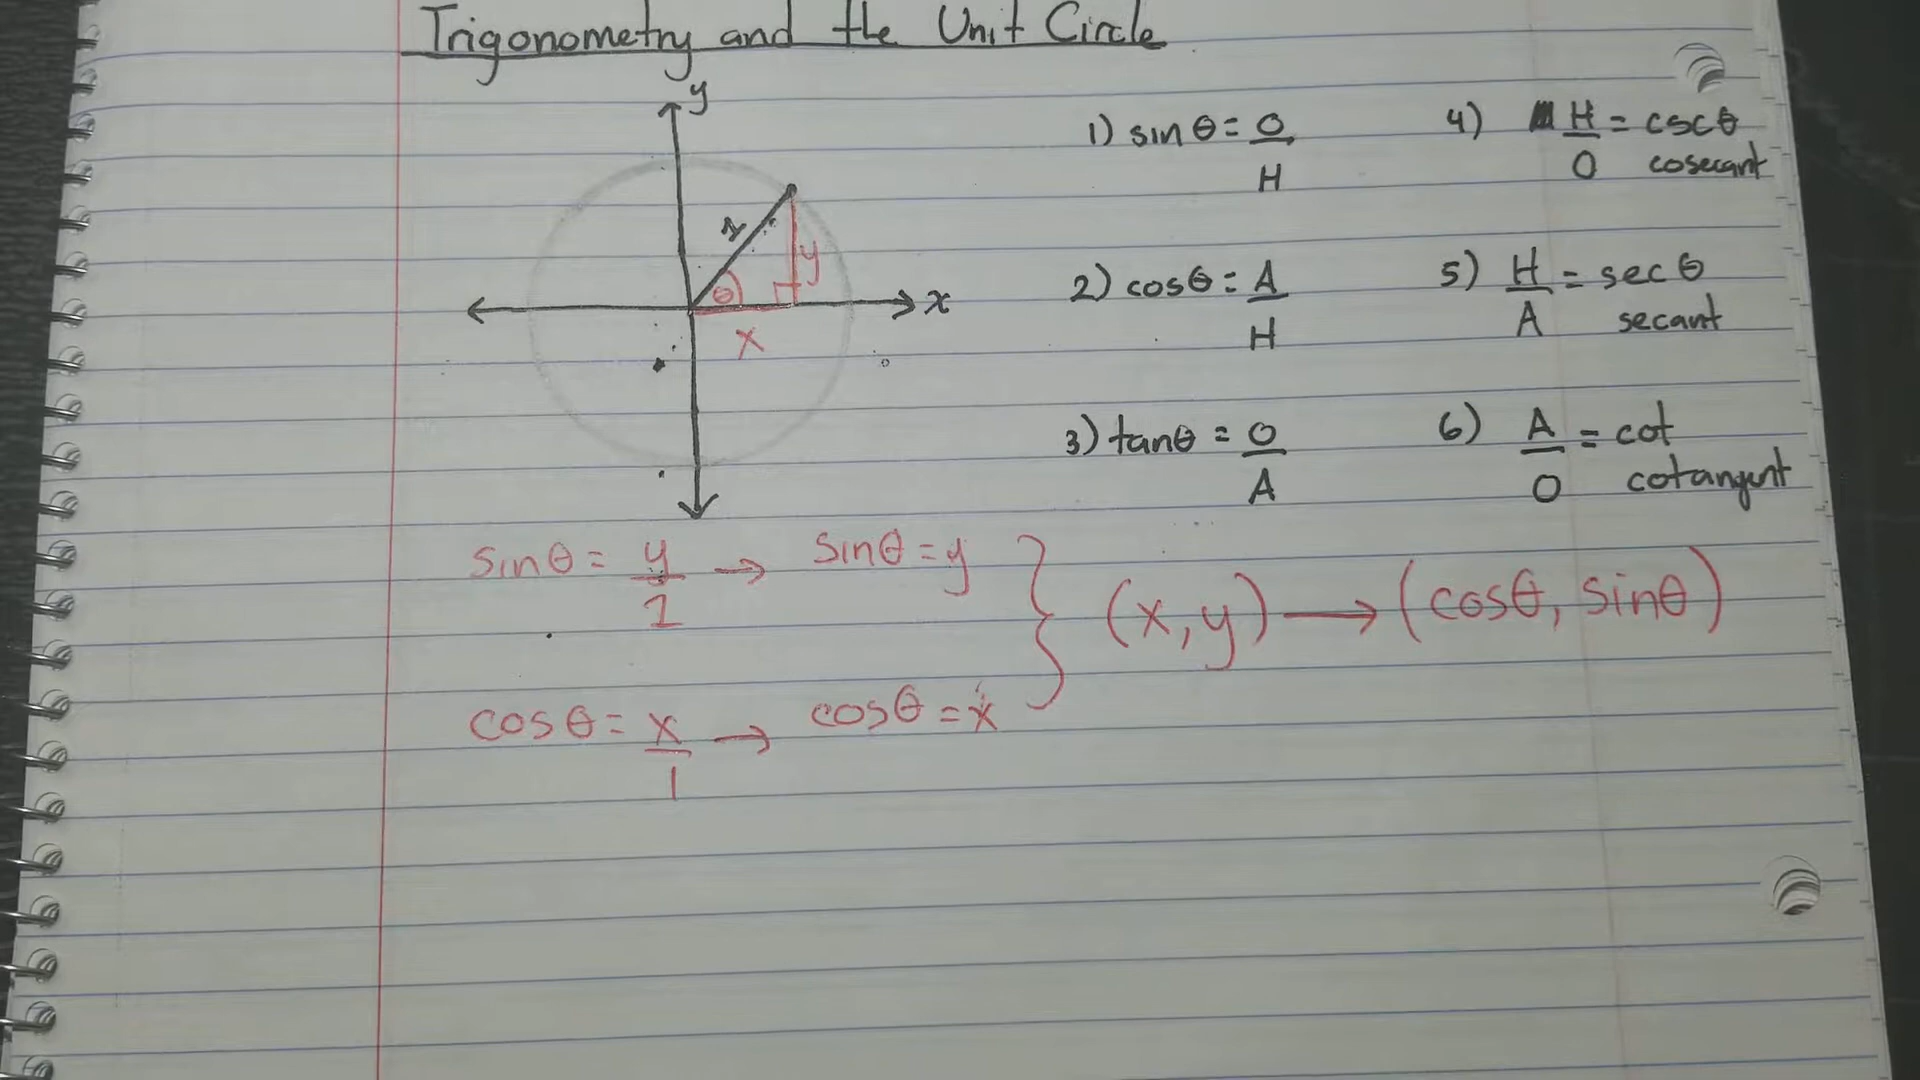 Trigonometry and the Unit Circle
y
x
1
y
θ
x
1) sin θ = O/H
4) H/O = csc θ
cosecant
2) cos θ = A/H
5) H/A = sec θ
secant
3) tan θ = O/A
6) A/O = cot
cotangent
sin θ = y/1 → sin θ = y
cos θ = x/1 → cos θ = x
(x, y) → (cos θ, sin θ)